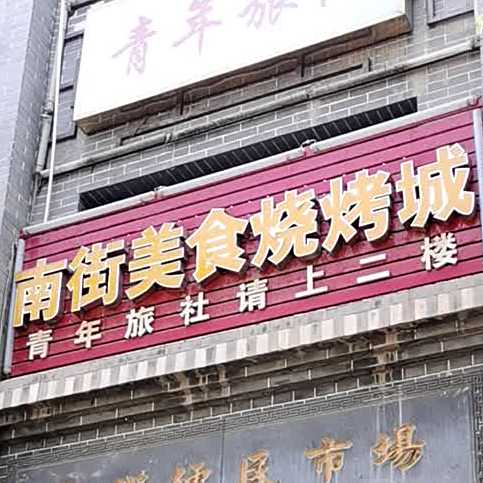 青年旅
南街美食烧烤城
青年旅社请上二楼
民市場